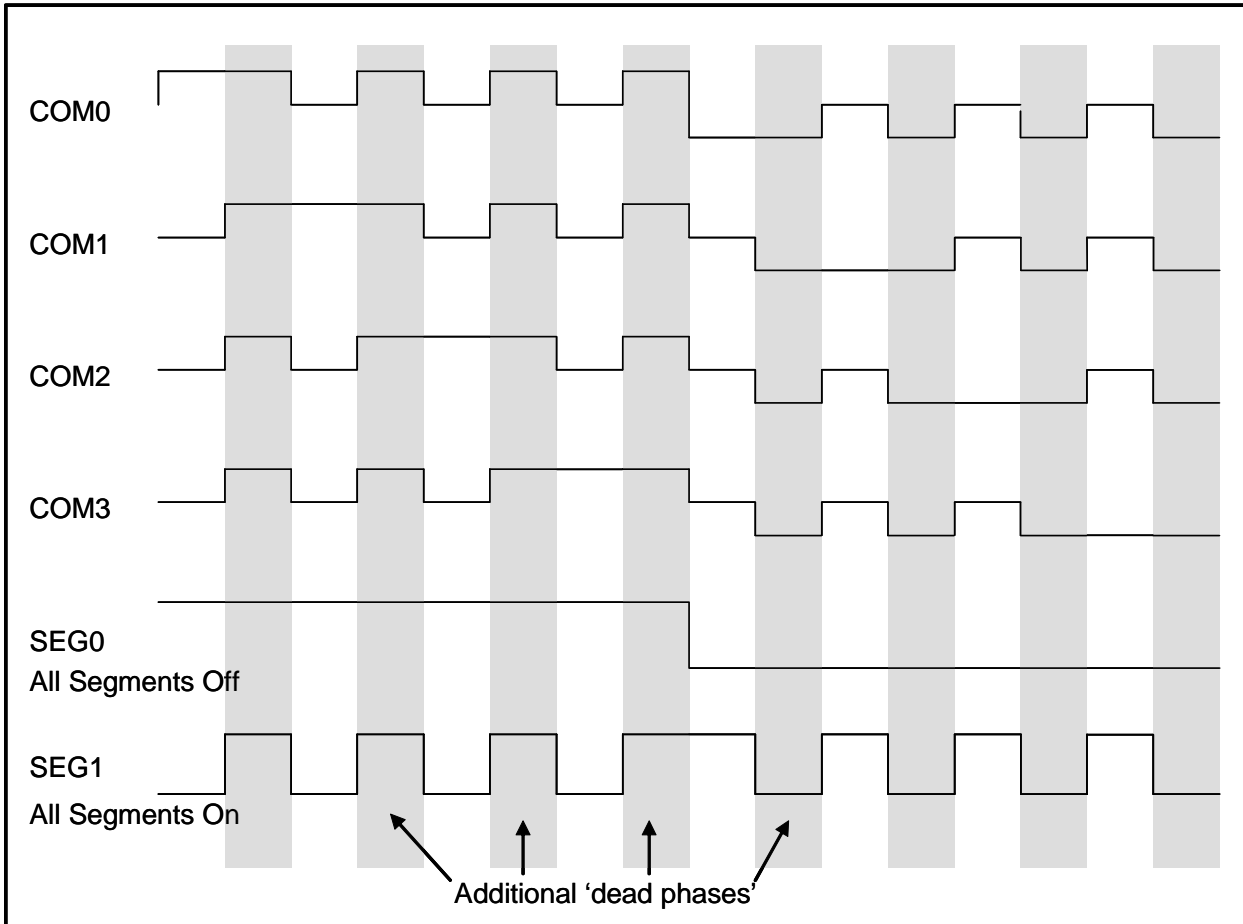 COM0
COM1
COM2
COM3
SEG0
All Segments Off
SEG1
All Segments On
Additional ‘dead phases’